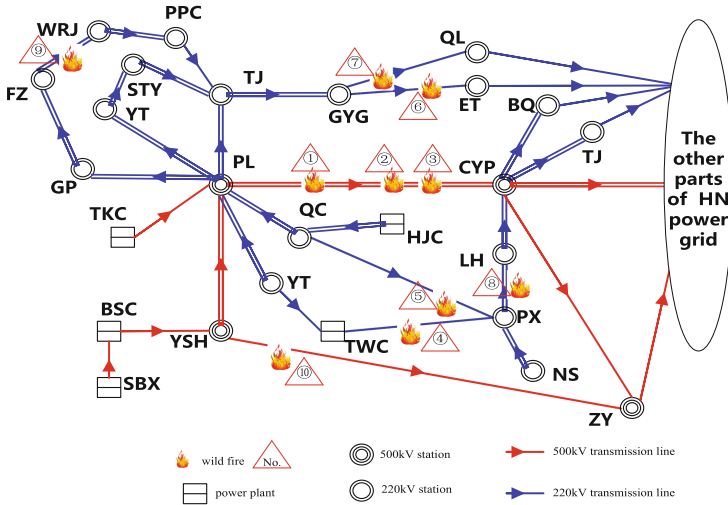 PPC
WRJ
QL
⑨
⑦
STY
TJ
FZ
YT
GYG
⑥
ET
BQ
TJ
PL
①
②
③
CYP
GP
The
other
parts
of HN
power
grid
TKC
QC
HJC
LH
YT
⑧
⑤
BSC
PX
YSH
TWC
④
NS
SBX
⑩
ZY
wild fire
No.
500kV station
500kV transmission line
power plant
220kV station
220kV transmission line